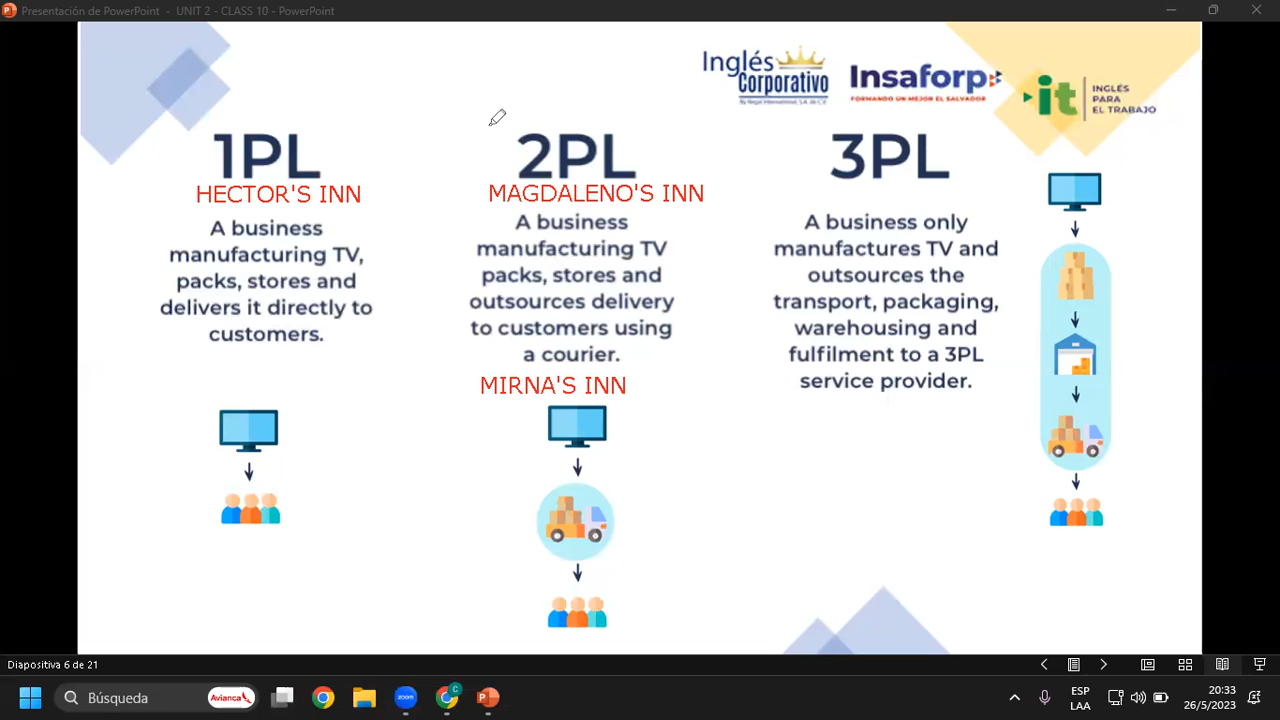 Presentación de PowerPoint - UNIT 2 - CLASS 10 - PowerPoint
Inglés
Corporativo
Insaforp
FORMANDO UN MEJOR EL SALVADOR
it
INGLÉS
PARA
EL TRABAJO
1PL
HECTOR'S INN
A business
manufacturing TV,
packs, stores and
delivers it directly to
customers.
2PL
MAGDALENO'S INN
A business
manufacturing TV
packs, stores and
outsources delivery
to customers using
a courier.
MIRNA'S INN
3PL
A business only
manufactures TV and
outsources the
transport, packaging,
warehousing and
fulfilment to a 3PL
service provider.
Diapositiva 6 de 21
Búsqueda
Avianca
zoom
C
ESP
LAA
20:33
26/5/2023